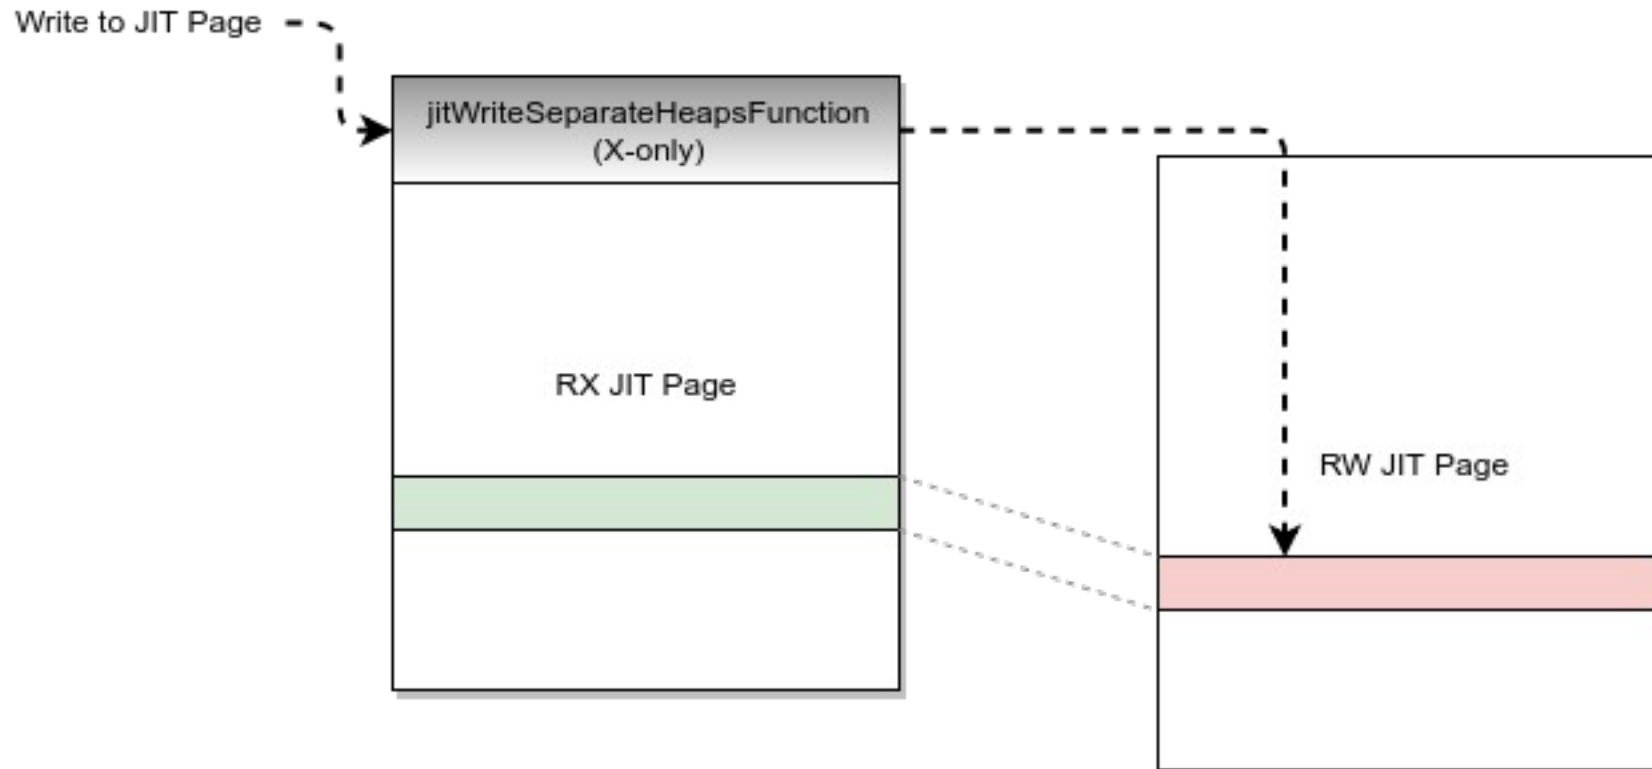 Write to JIT Page
jitWriteSeparateHeapsFunction
(X-only)
RX JIT Page
RW JIT Page